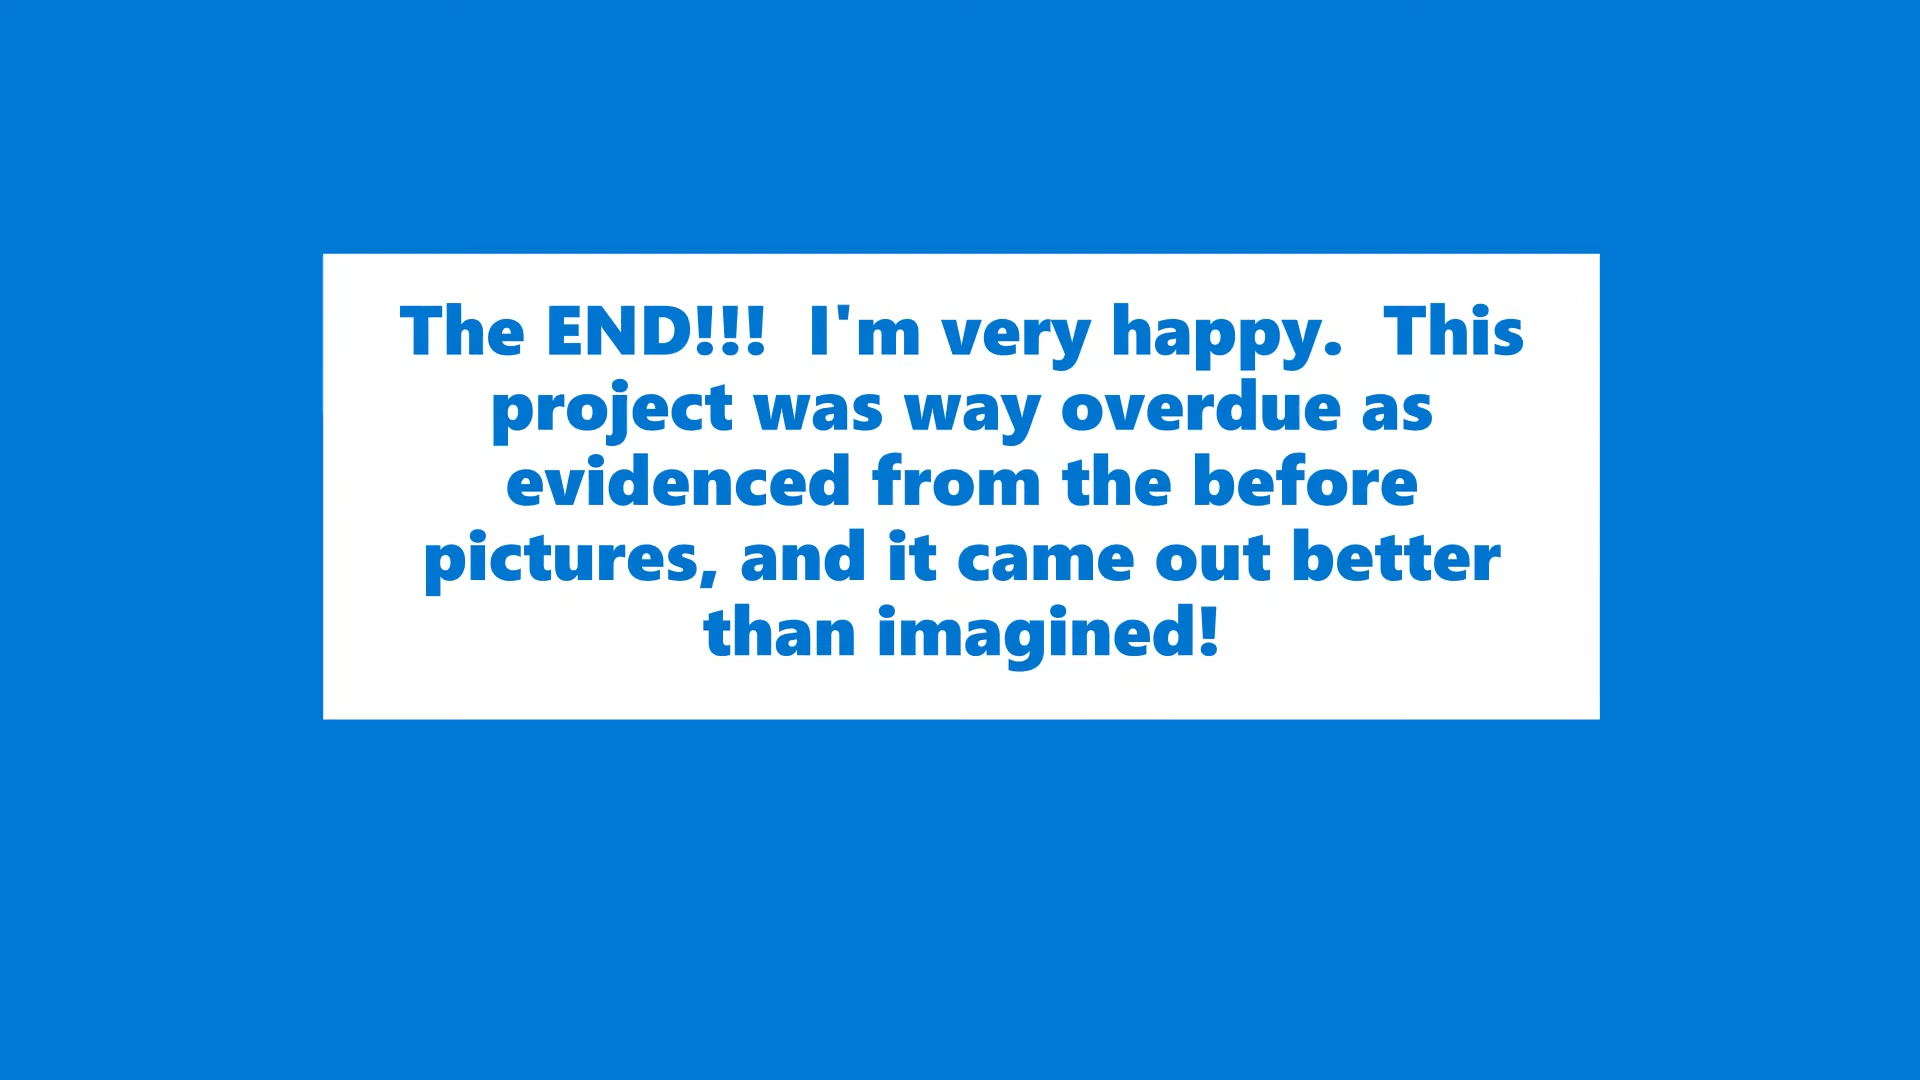 The END!!!  I'm very happy.  This
project was way overdue as
evidenced from the before
pictures, and it came out better
than imagined!